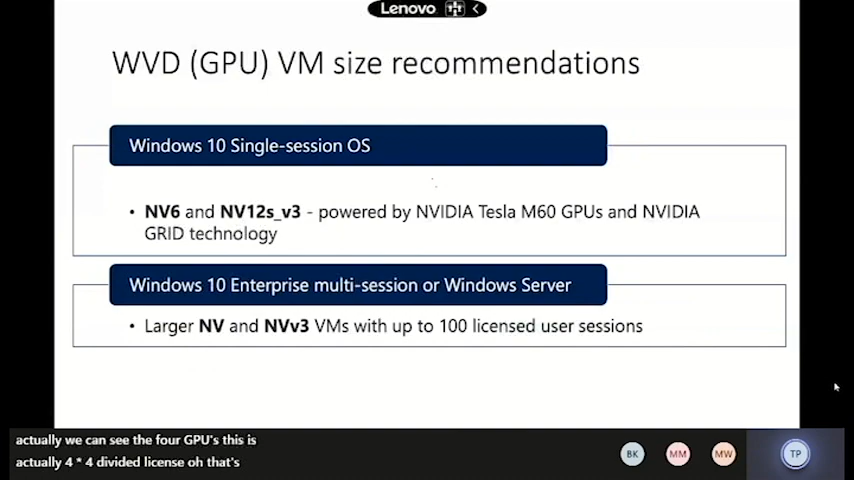 Lenovo
WVD (GPU) VM size recommendations
Windows 10 Single-session OS
• NV6 and NV12s_v3 - powered by NVIDIA Tesla M60 GPUs and NVIDIA
GRID technology
Windows 10 Enterprise multi-session or Windows Server
• Larger NV and NVv3 VMs with up to 100 licensed user sessions
actually we can see the four GPU's this is
actually 4 * 4 divided license oh that's
BK MM MW TP